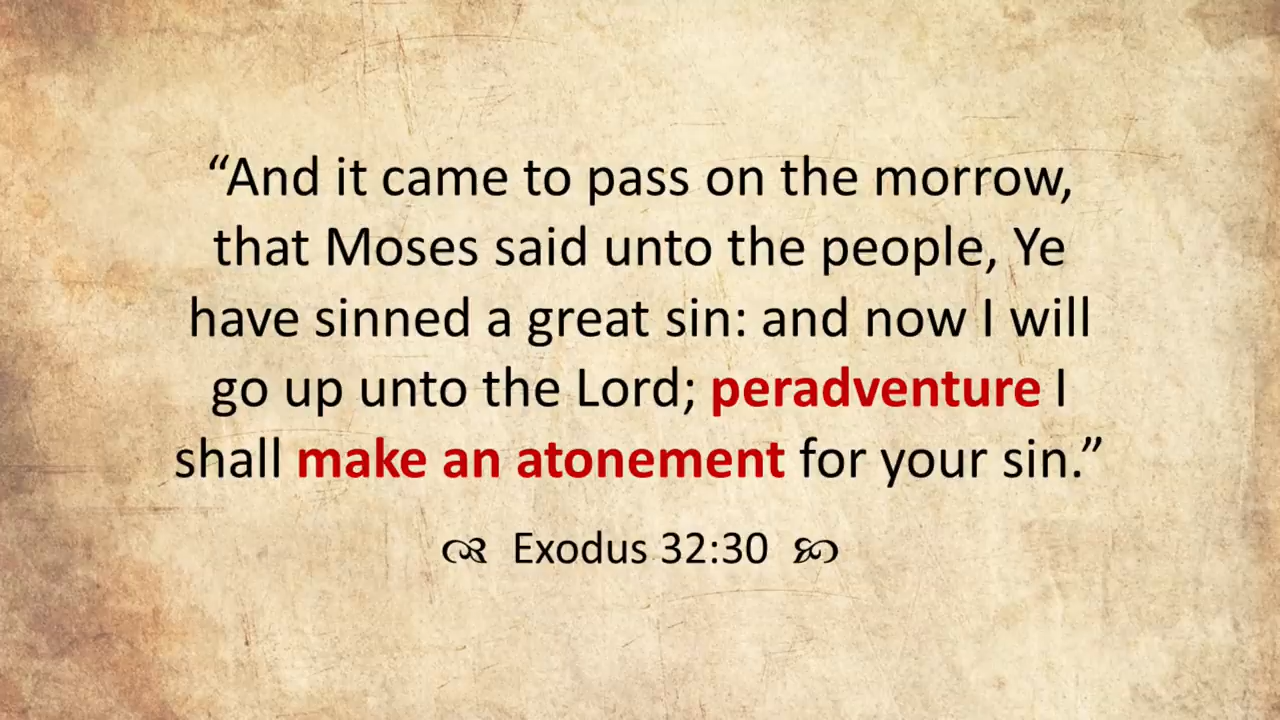 “And it came to pass on the morrow,
that Moses said unto the people, Ye
have sinned a great sin: and now I will
go up unto the Lord; peradventure I
shall make an atonement for your sin.”
Exodus 32:30